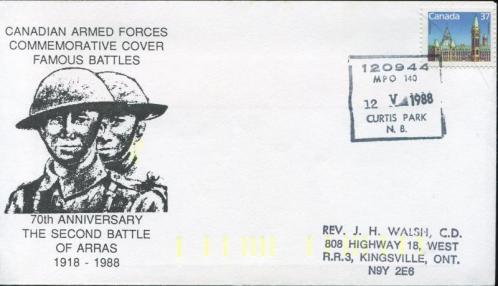 CANADIAN ARMED FORCES
COMMEMORATIVE COVER
FAMOUS BATTLES
Canada 37
120944
MPO 140
12 V 1988
CURTIS PARK
N. B.
70th ANNIVERSARY
THE SECOND BATTLE
OF ARRAS
1918 - 1988
REV. J. H. WALSH, C.D.
808 HIGHWAY 18, WEST
R.R.3, KINGSVILLE, ONT.
N9Y 2E6